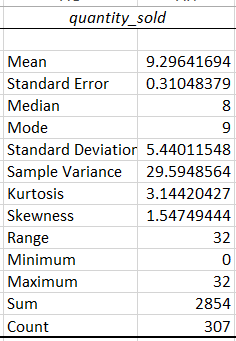 quantity_sold
Mean 9.29641694
Standard Error 0.31048379
Median 8
Mode 9
Standard Deviatior 5.44011548
Sample Variance 29.5948564
Kurtosis 3.14420427
Skewness 1.54749444
Range 32
Minimum 0
Maximum 32
Sum 2854
Count 307